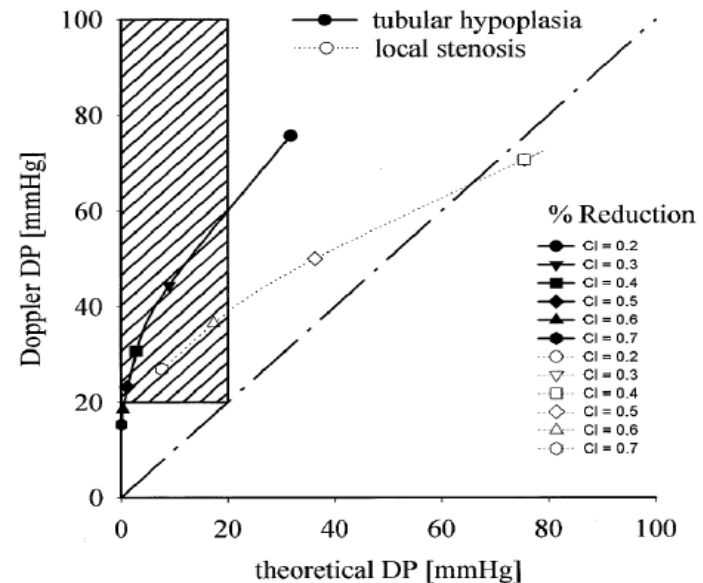 tubular hypoplasia
local stenosis
100
80
60
40
20
0
Doppler DP [mmHg]
% Reduction
CI = 0.2
CI = 0.3
CI = 0.4
CI = 0.5
CI = 0.6
CI = 0.7
CI = 0.2
CI = 0.3
CI = 0.4
CI = 0.5
CI = 0.6
CI = 0.7
0 20 40 60 80 100
theoretical DP [mmHg]